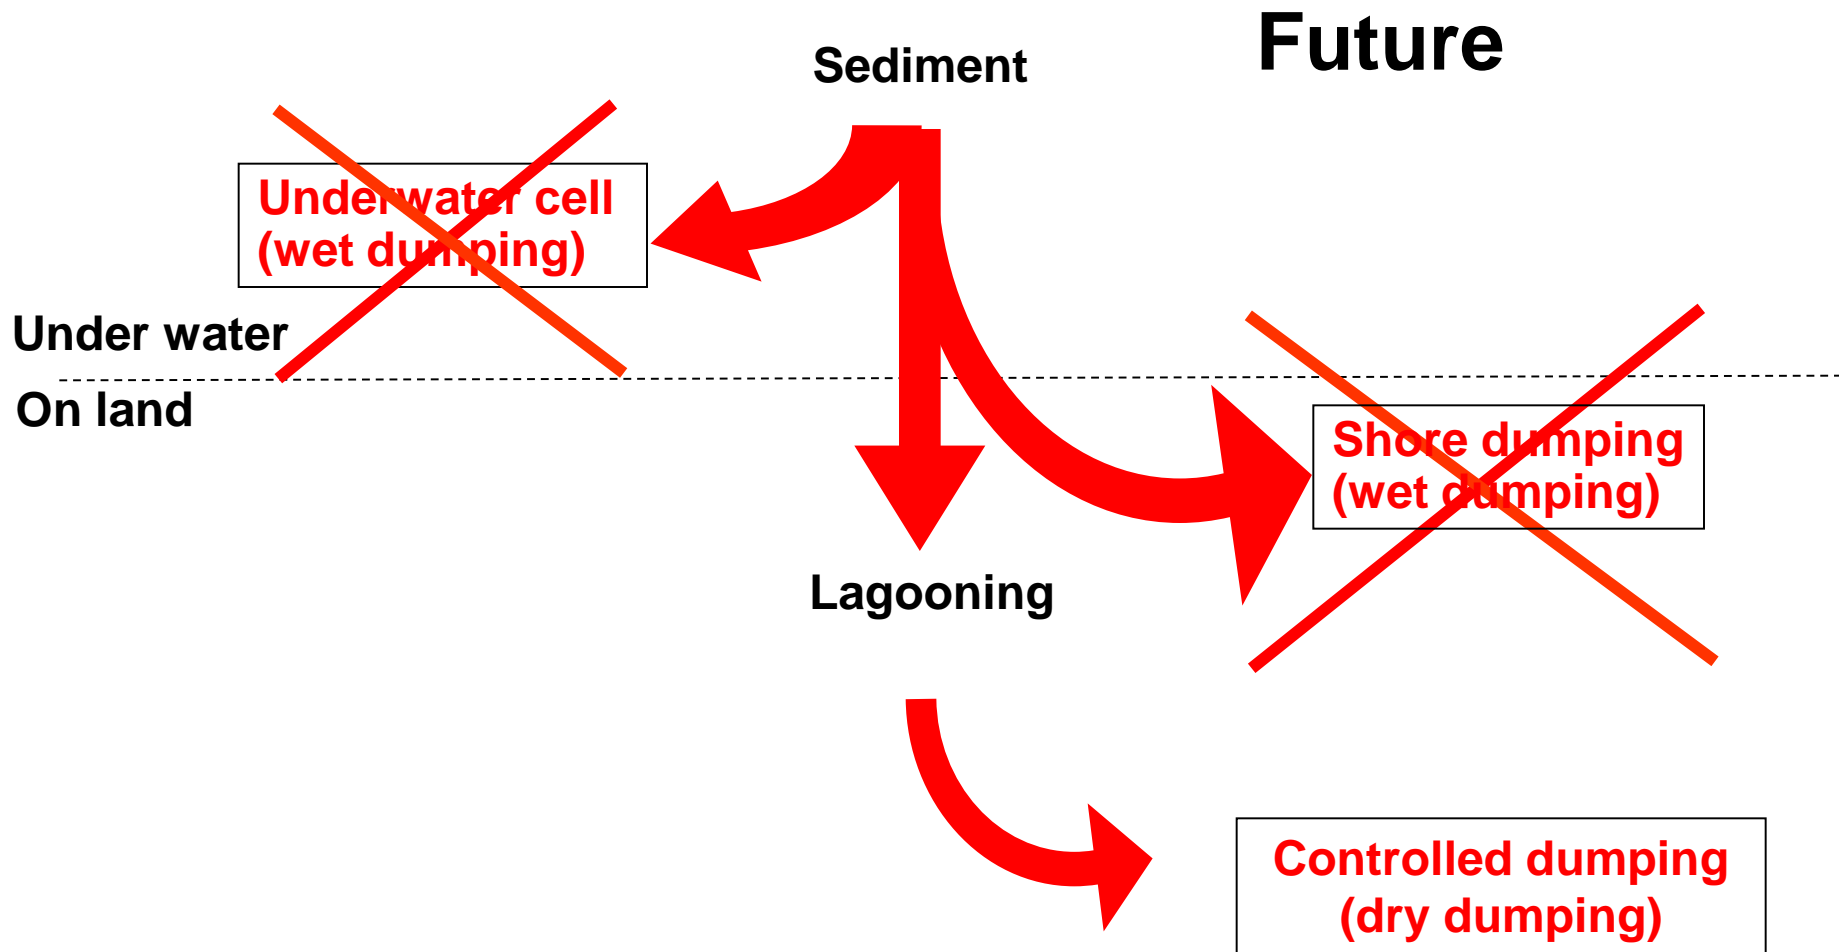 Future
Sediment
Underwater cell
(wet dumping)
Under water
On land
Shore dumping
(wet dumping)
Lagooning
Controlled dumping
(dry dumping)